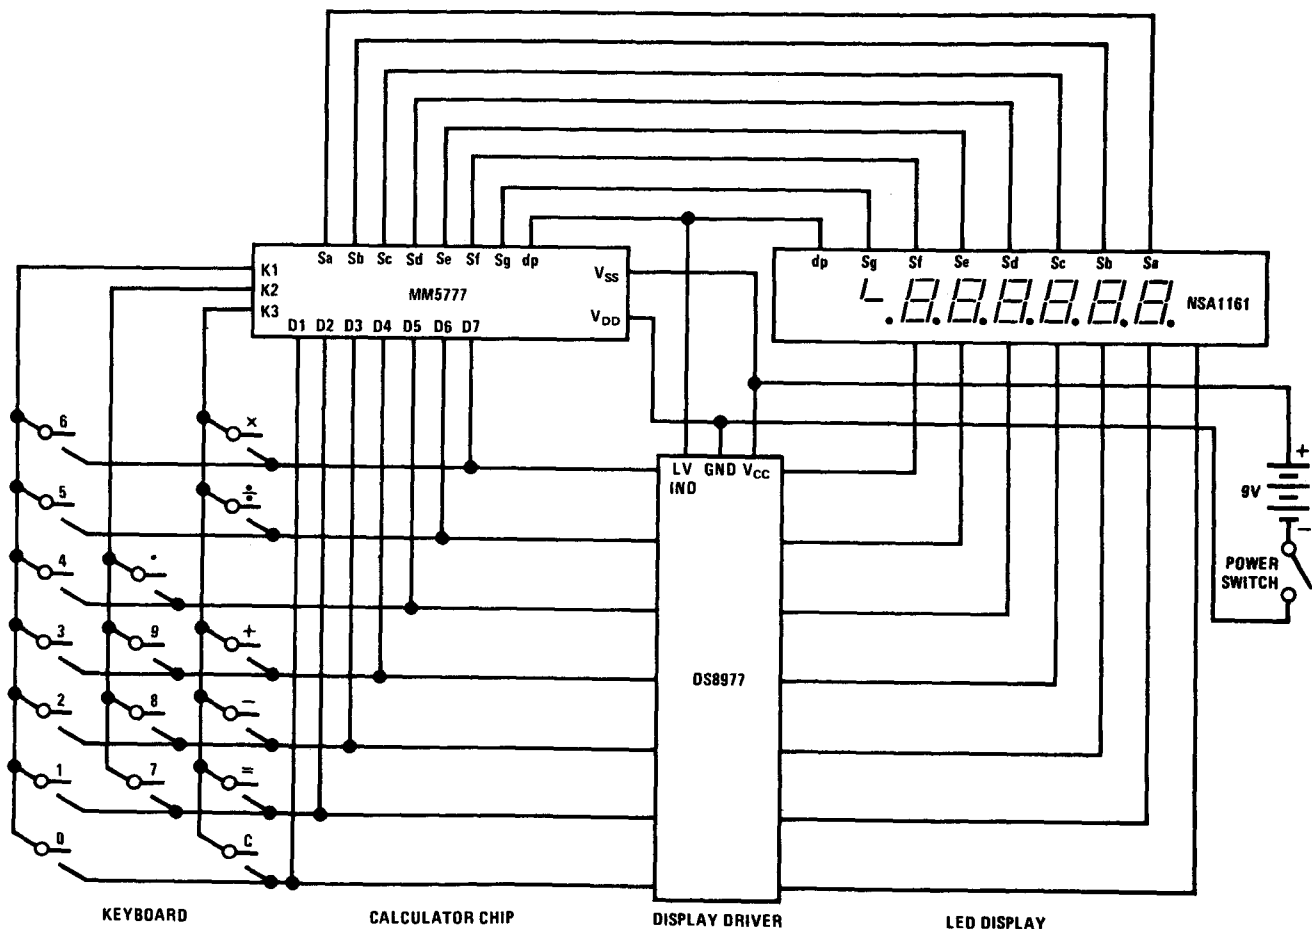 Sa Sb Sc Sd Se Sf Sg dp
K1
K2
K3
MM5777
VSS
VDD
D1 D2 D3 D4 D5 D6 D7
dp Sg Sf Se Sd Sc Sb Sa
NSA1161
6 ×
5 ÷
4 ·
3 9 +
2 8 −
1 7 =
0 C
LV GND VCC
IND
DS8977
+
9V
−
POWER
SWITCH
KEYBOARD
CALCULATOR CHIP
DISPLAY DRIVER
LED DISPLAY